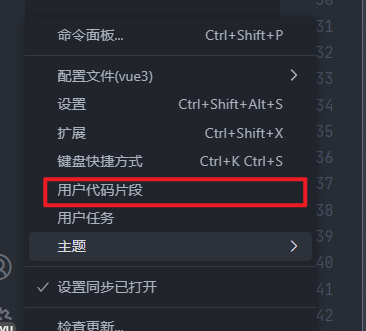 31
命令面板... Ctrl+Shift+P
32
33
配置文件(vue3)
设置 Ctrl+Shift+Alt+S
34
扩展 Ctrl+Shift+X
35
键盘快捷方式 Ctrl+K Ctrl+S
36
用户代码片段
37
用户任务
38
主题
39
40
设置同步已打开
41
检查更新...
42